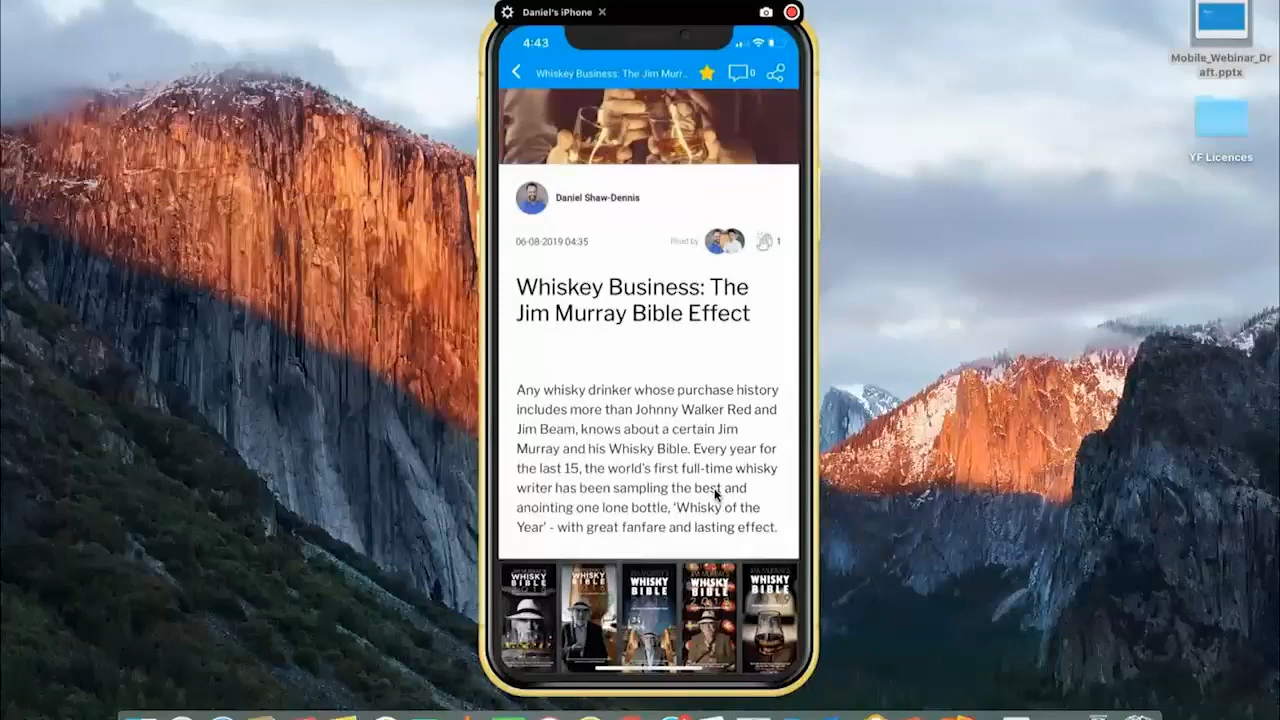 Daniel's iPhone
Mobile_Webinar_Dr
aft.pptx
4:43
Whiskey Business: The Jim Murr..
0
Daniel Shaw-Dennis
06-08-2019 04:35
Read by
1
Whiskey Business: The
Jim Murray Bible Effect
Any whisky drinker whose purchase history
includes more than Johnny Walker Red and
Jim Beam, knows about a certain Jim
Murray and his Whisky Bible. Every year for
the last 15, the world's first full-time whisky
writer has been sampling the best and
anointing one lone bottle, 'Whisky of the
Year' - with great fanfare and lasting effect.
YF Licences
WHISKY
BIBLE
WHISKY
BIBLE
WHISKY
BIBLE
WHISKY
BIBLE
WHISKY
BIBLE